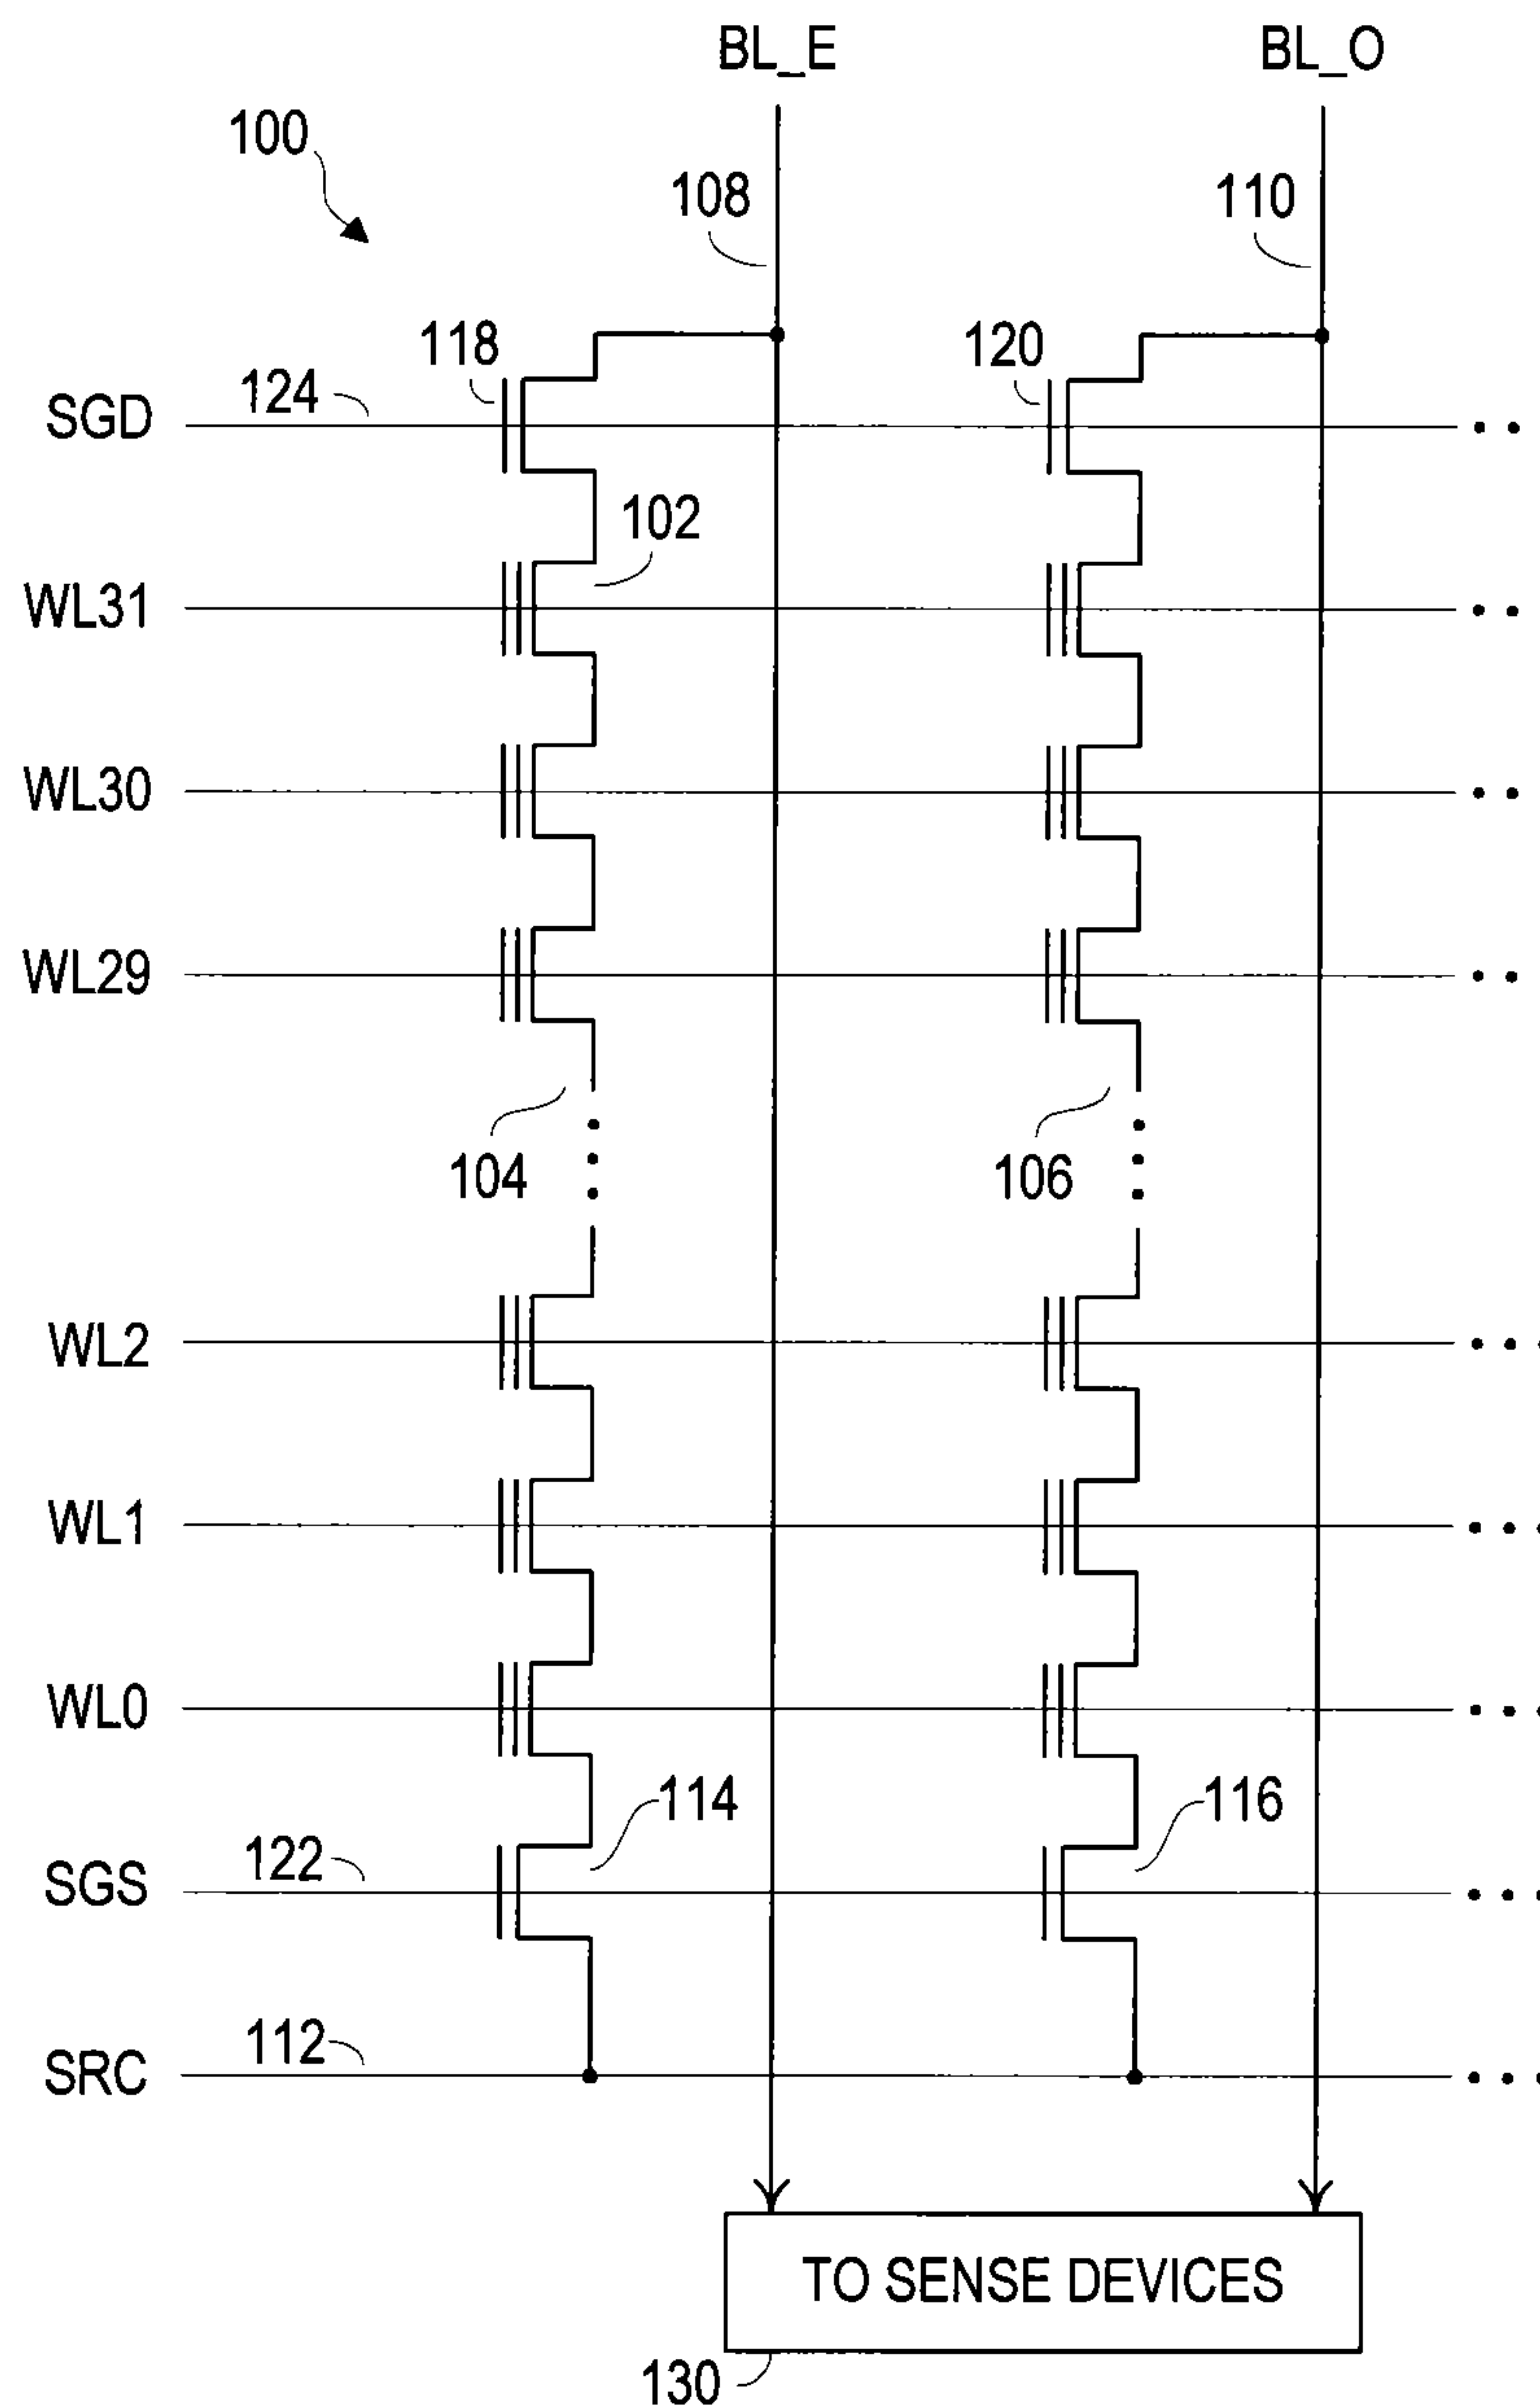 BL_E
BL_O
100
108
110
118
120
SGD
124
102
WL31
WL30
WL29
104
106
WL2
WL1
WL0
114
116
SGS
122
SRC
112
TO SENSE DEVICES
130